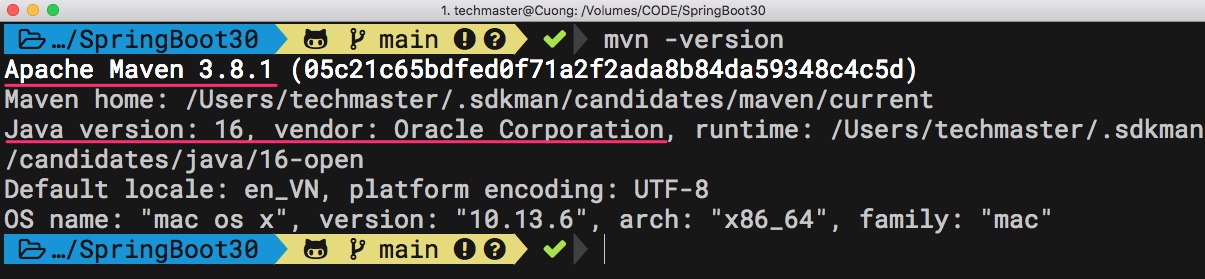 1. techmaster@Cuong: /Volumes/CODE/SpringBoot30
…/SpringBoot30 main mvn -version
Apache Maven 3.8.1 (05c21c65bdfed0f71a2f2ada8b84da59348c4c5d)
Maven home: /Users/techmaster/.sdkman/candidates/maven/current
Java version: 16, vendor: Oracle Corporation, runtime: /Users/techmaster/.sdkman
/candidates/java/16-open
Default locale: en_VN, platform encoding: UTF-8
OS name: "mac os x", version: "10.13.6", arch: "x86_64", family: "mac"
…/SpringBoot30 main